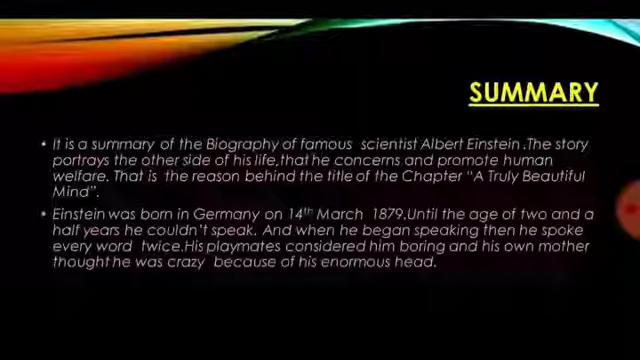 SUMMARY
• It is a summary of the Biography of famous scientist Albert Einstein .The story
portrays the other side of his life,that he concerns and promote human
welfare. That is the reason behind the title of the Chapter “A Truly Beautiful
Mind”.
• Einstein was born in Germany on 14th March 1879.Until the age of two and a
half years he couldn’t speak. And when he began speaking then he spoke
every word twice.His playmates considered him boring and his own mother
thought he was crazy because of his enormous head.